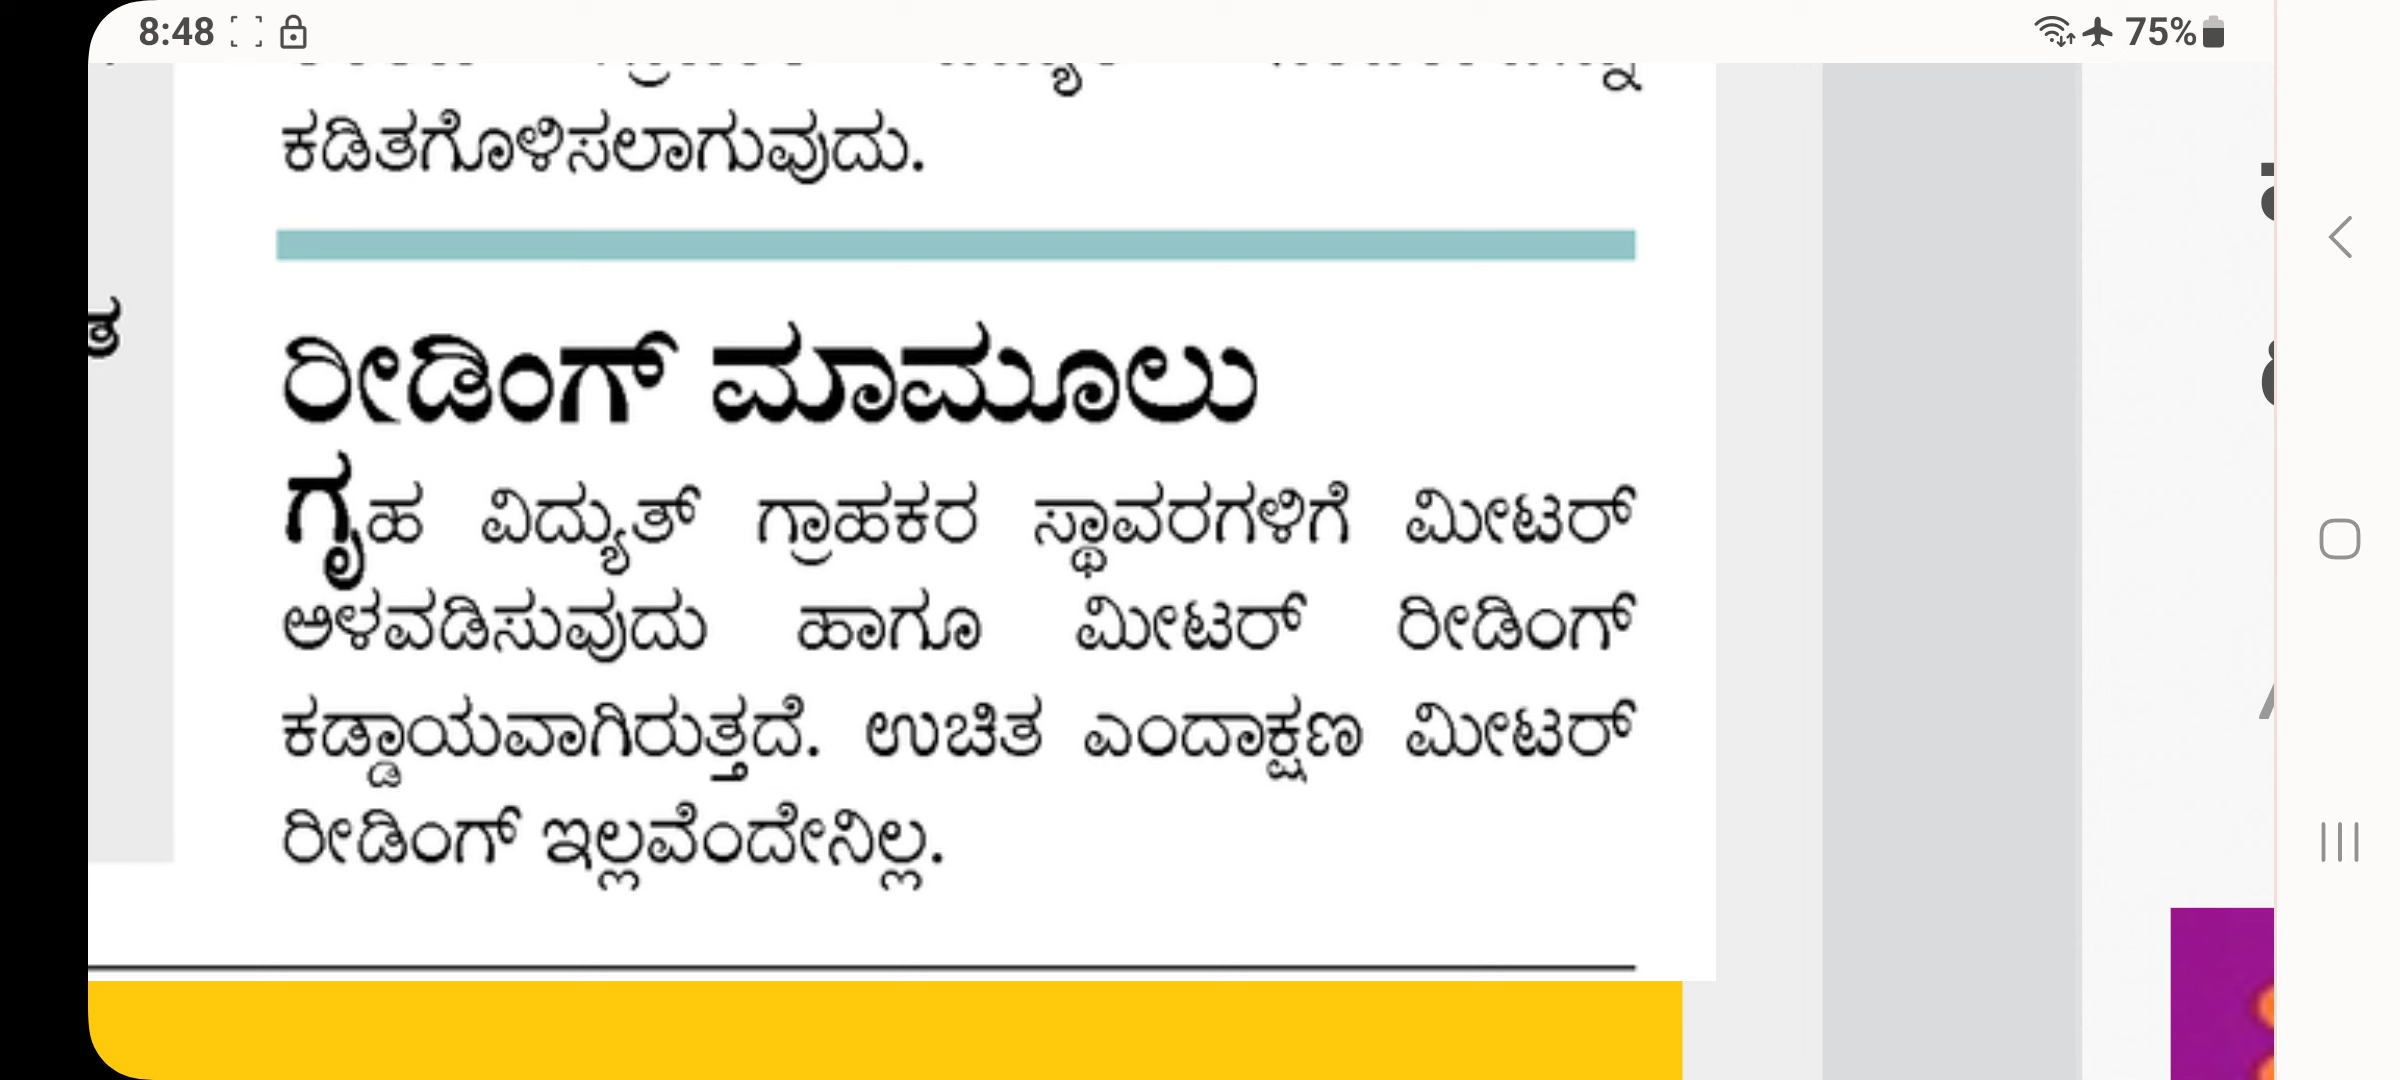 8:48
75%
ಕಡಿತಗೊಳಿಸಲಾಗುವುದು.
ರೀಡಿಂಗ್ ಮಾಮೂಲು
ಗೃಹ ವಿದ್ಯುತ್ ಗ್ರಾಹಕರ ಸ್ಥಾವರಗಳಿಗೆ ಮೀಟರ್
ಅಳವಡಿಸುವುದು ಹಾಗೂ ಮೀಟರ್ ರೀಡಿಂಗ್
ಕಡ್ಡಾಯವಾಗಿರುತ್ತದೆ. ಉಚಿತ ಎಂದಾಕ್ಷಣ ಮೀಟರ್
ರೀಡಿಂಗ್ ಇಲ್ಲವೆಂದೇನಿಲ್ಲ.